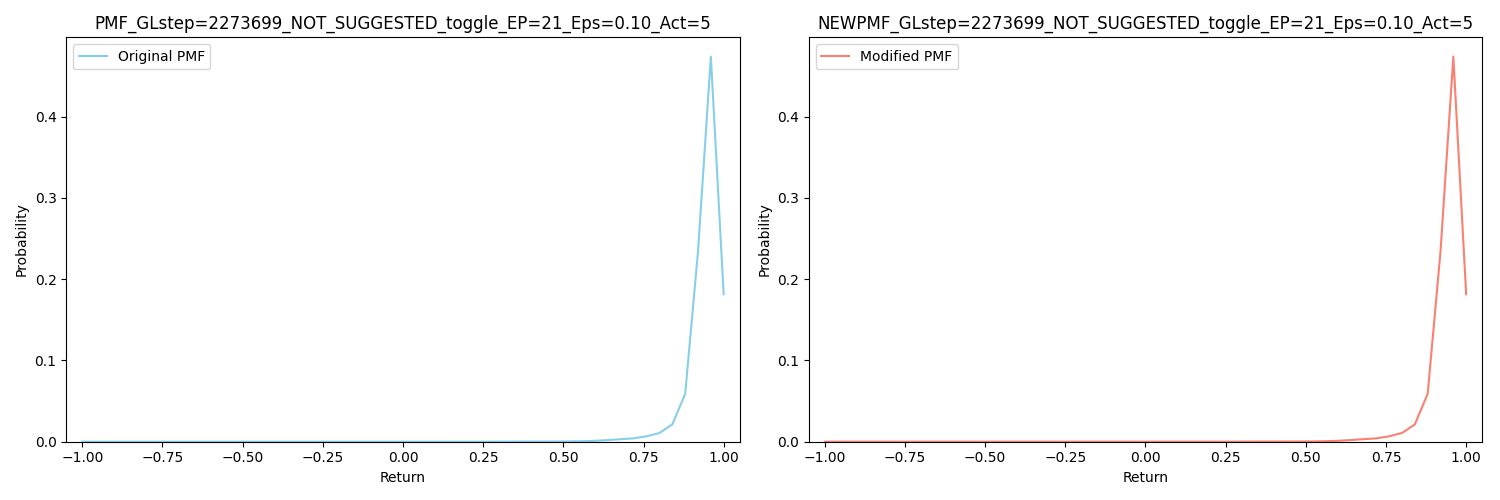 PMF_GLstep=2273699_NOT_SUGGESTED_toggle_EP=21_Eps=0.10_Act=5
Original PMF
Probability
0.4
0.3
0.2
0.1
0.0
−1.00 −0.75 −0.50 −0.25 0.00 0.25 0.50 0.75 1.00
Return
NEWPMF_GLstep=2273699_NOT_SUGGESTED_toggle_EP=21_Eps=0.10_Act=5
Modified PMF
Probability
0.4
0.3
0.2
0.1
0.0
−1.00 −0.75 −0.50 −0.25 0.00 0.25 0.50 0.75 1.00
Return